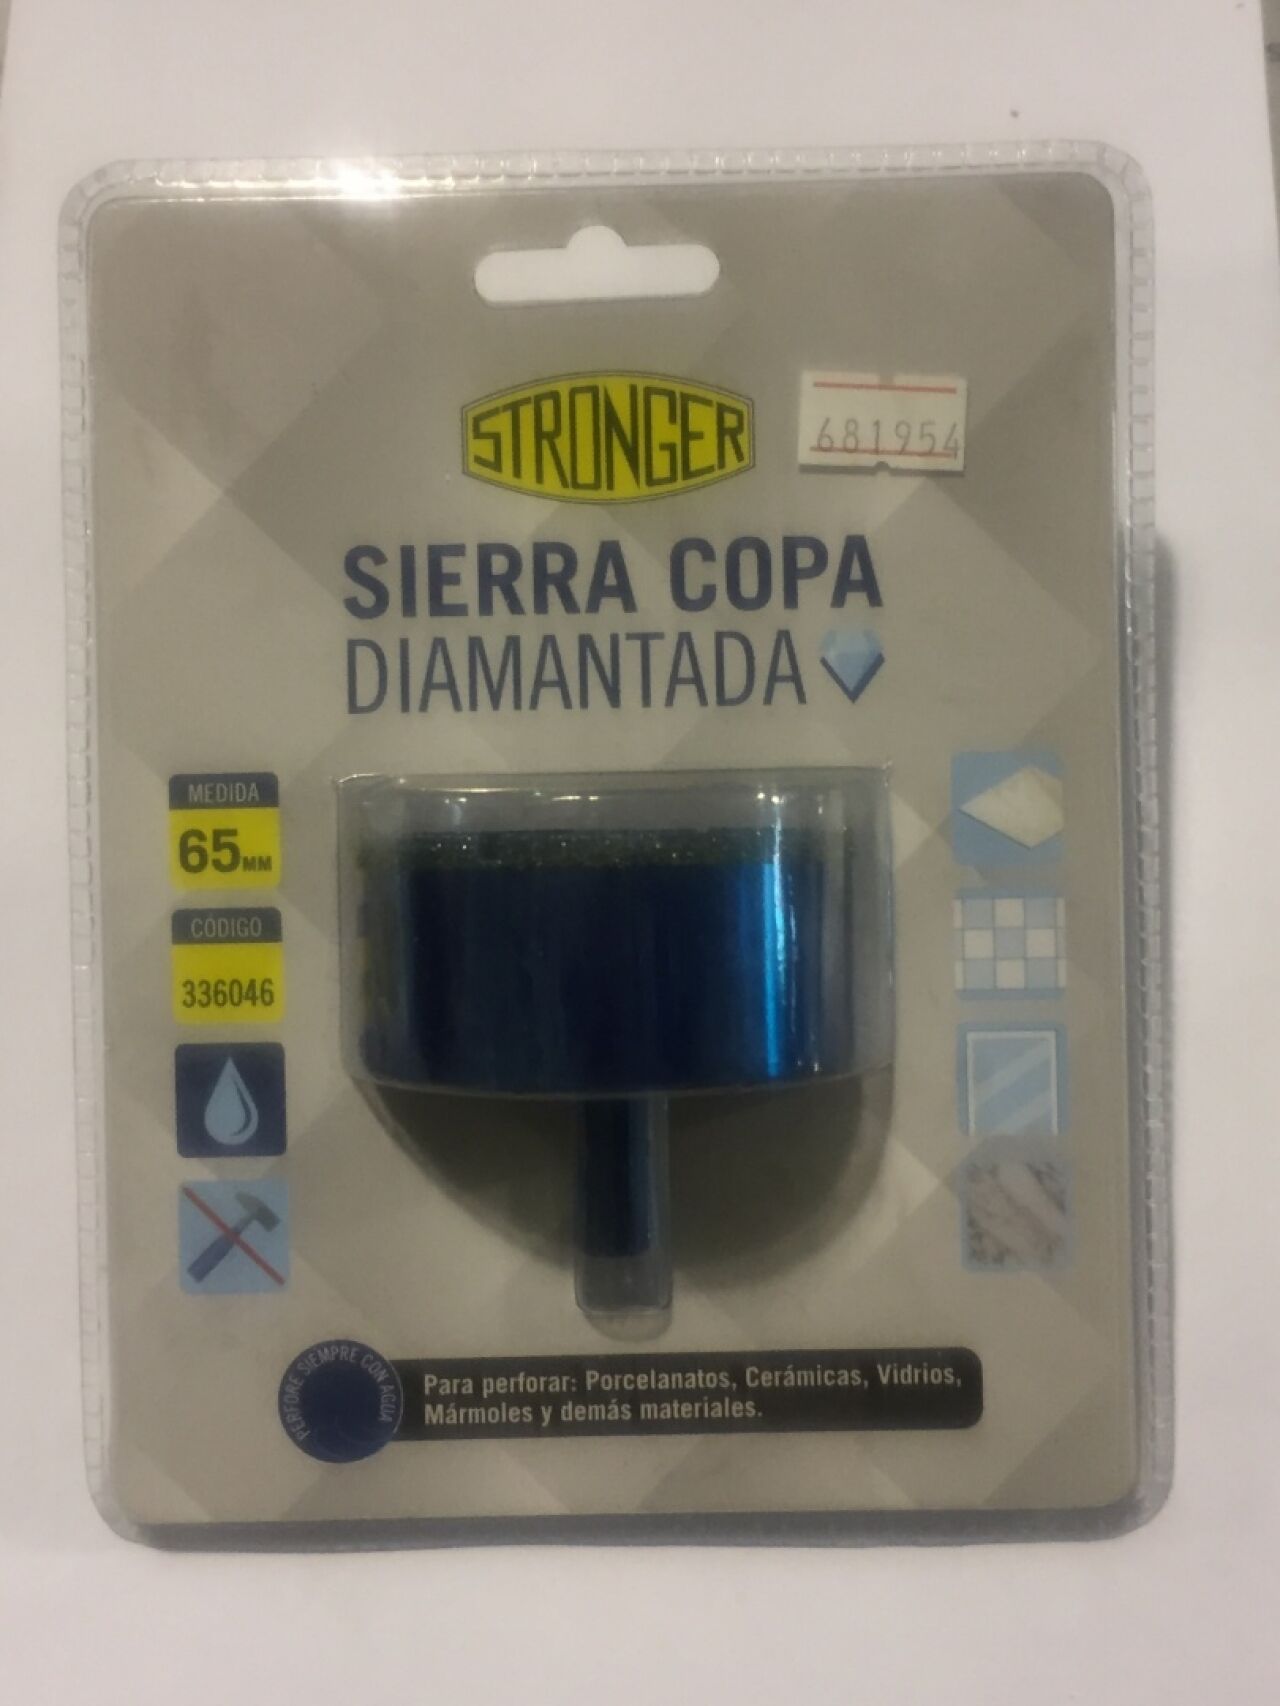 STRONGER
681954
SIERRA COPA
DIAMANTADA
MEDIDA
65MM
CÓDIGO
336046
PERFORE SIEMPRE CON AGUA
Para perforar: Porcelanatos, Cerámicas, Vidrios,
Mármoles y demás materiales.